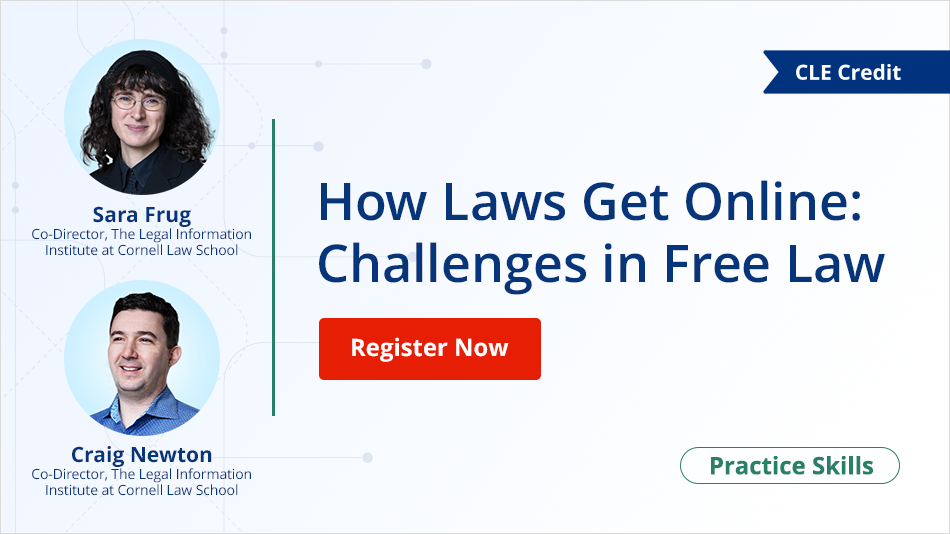 Sara Frug
Co-Director, The Legal Information
Institute at Cornell Law School
Craig Newton
Co-Director, The Legal Information
Institute at Cornell Law School
CLE Credit
How Laws Get Online:
Challenges in Free Law
Register Now
Practice Skills